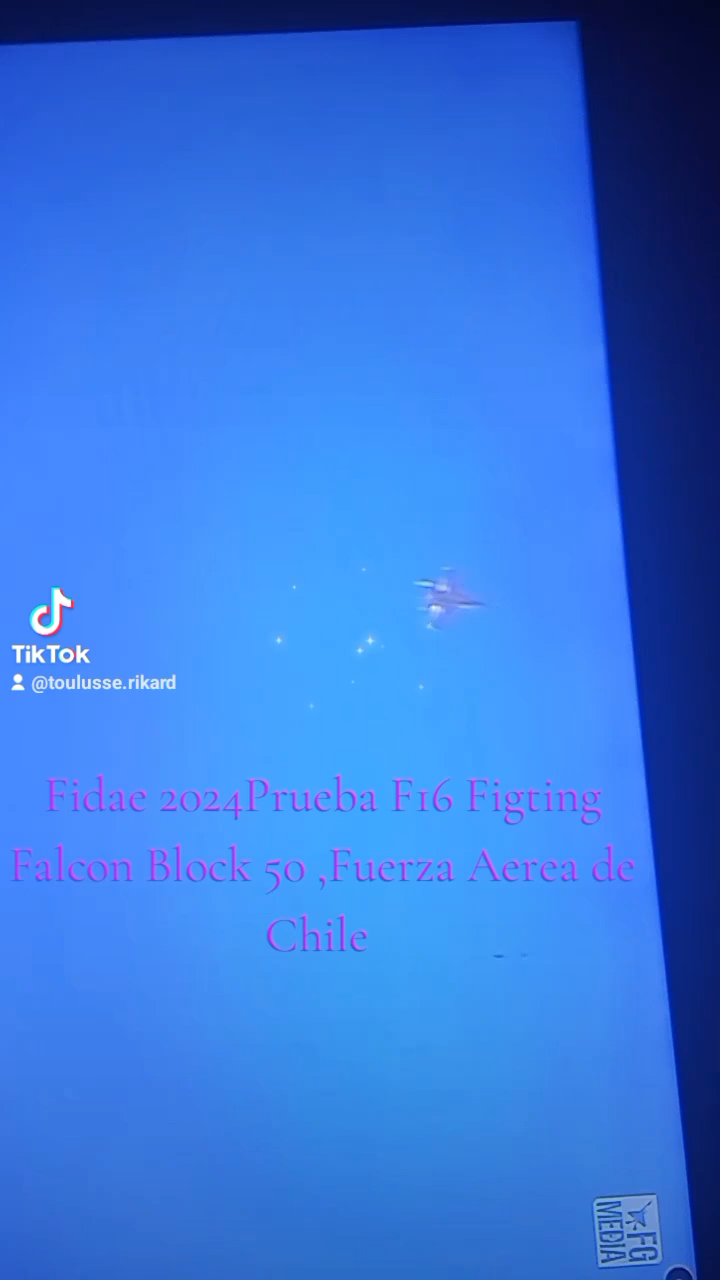 TikTok
@toulusse.rikard
Fidae 2024Prueba F16 Figting
Falcon Block 50 ,Fuerza Aerea de
Chile
FG
MEDIA